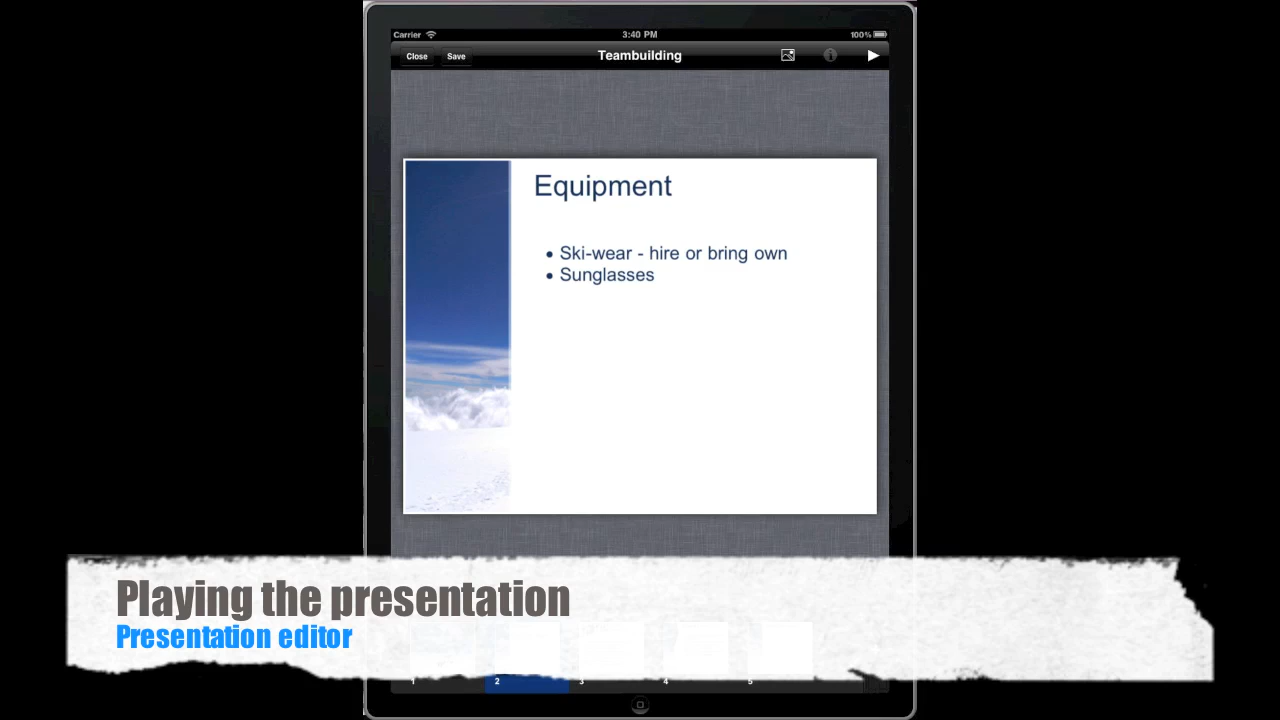 Carrier 3:40 PM 100%
Close Save Teambuilding
Equipment
• Ski-wear - hire or bring own
• Sunglasses
Playing the presentation
Presentation editor
1 2 3 4 5